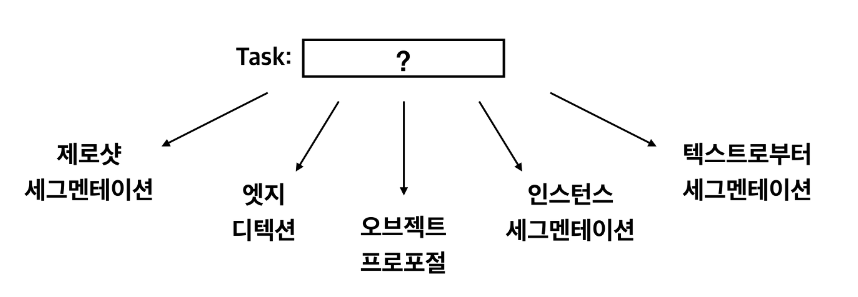 Task: ?
제로샷
세그멘테이션
엣지
디텍션
오브젝트
프로포절
인스턴스
세그멘테이션
텍스트로부터
세그멘테이션